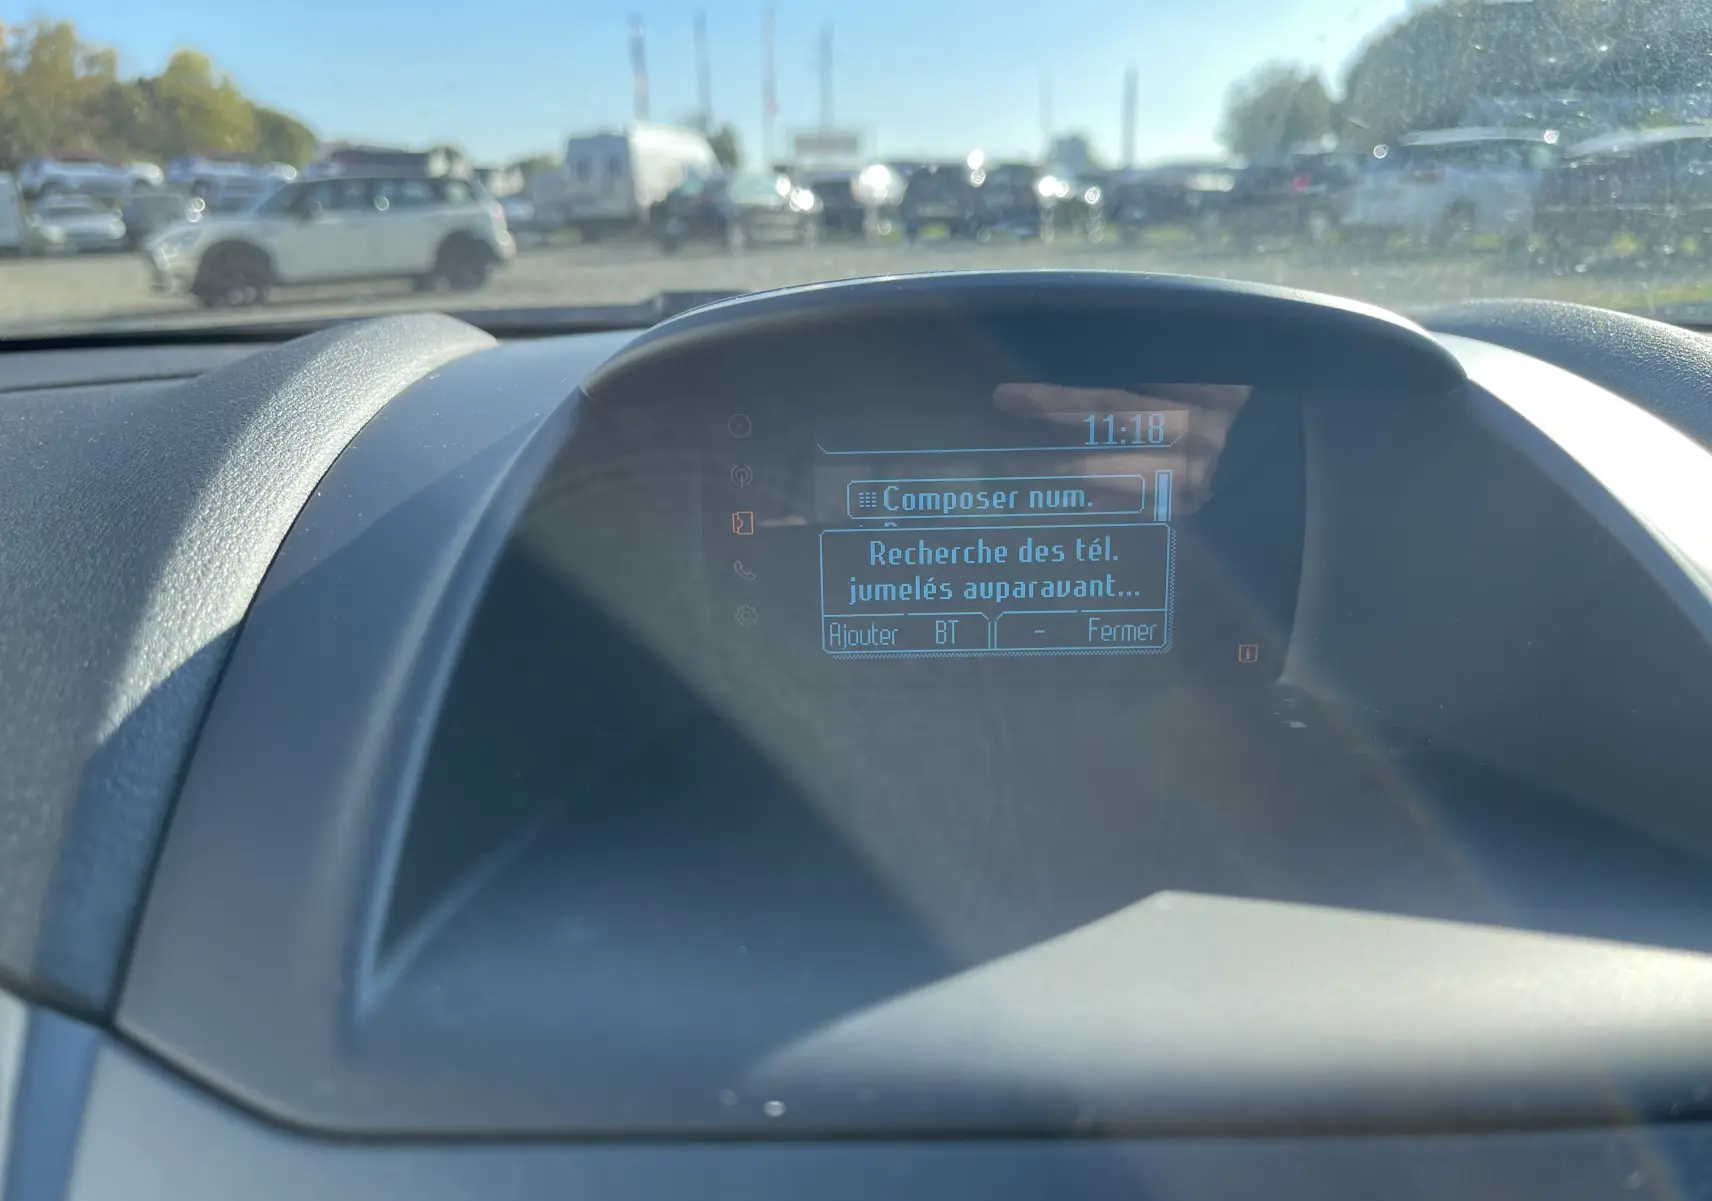 11:18
Composer num.
Recherche des tél.
jumelés auparavant...
Ajouter BT - Fermer